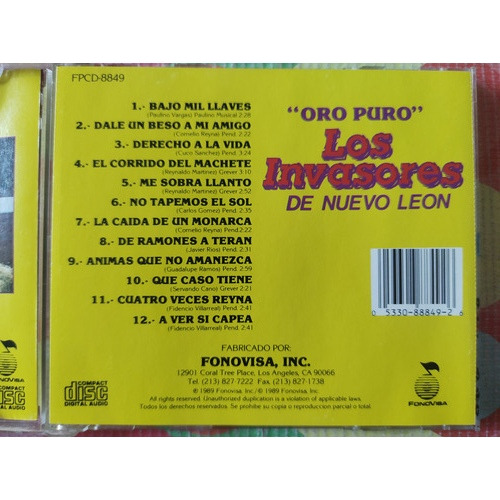 FPCD-8849
1.- BAJO MIL LLAVES
(Paulino Vargas) Paulino Musical 2:28
2.- DALE UN BESO A MI AMIGO
(Cornelio Reyna) Pend. 2:22
3.- DERECHO A LA VIDA
(Cuco Sanchez) Pend. 3:24
4.- EL CORRIDO DEL MACHETE
(Reynaldo Martinez) Grever 3:10
5.- ME SOBRA LLANTO
(Reynaldo Martinez) Grever 2:52
6.- NO TAPEMOS EL SOL
(Carlos Gomez) Pend. 2:35
7.- LA CAIDA DE UN MONARCA
(Cornelio Reyna) Pend. 2:22
8.- DE RAMONES A TERAN
(Javier Rios) Pend. 2:31
9.- ANIMAS QUE NO AMANEZCA
(Guadalupe Ramos) Pend. 2:59
10.- QUE CASO TIENE
(Servando Cano) Grever 2:21
11.- CUATRO VECES REYNA
(Fidencio Villarreal) Pend. 2:41
12.- A VER SI CAPEA
(Fidencio Villarreal) Pend. 2:41
"ORO PURO"
Los
Invasores
DE NUEVO LEON
0 5330-88849-2 6
FABRICADO POR:
FONOVISA, INC.
12901 Coral Tree Place, Los Angeles, CA 90066
Tel. (213) 827-7222 Fax. (213) 827-1738
℗ 1989 Fonovisa, Inc./ © 1989 Fonovisa, Inc.
All rights reserved. Unauthorized duplication is a violation of applicable laws.
Todos los derechos reservados. Se prohibe su copia o reproduccion parcial o total.
COMPACT
disc
DIGITAL AUDIO
FONOVISA
COMPACT
disc
DIGITAL AUDIO
FONOVISA